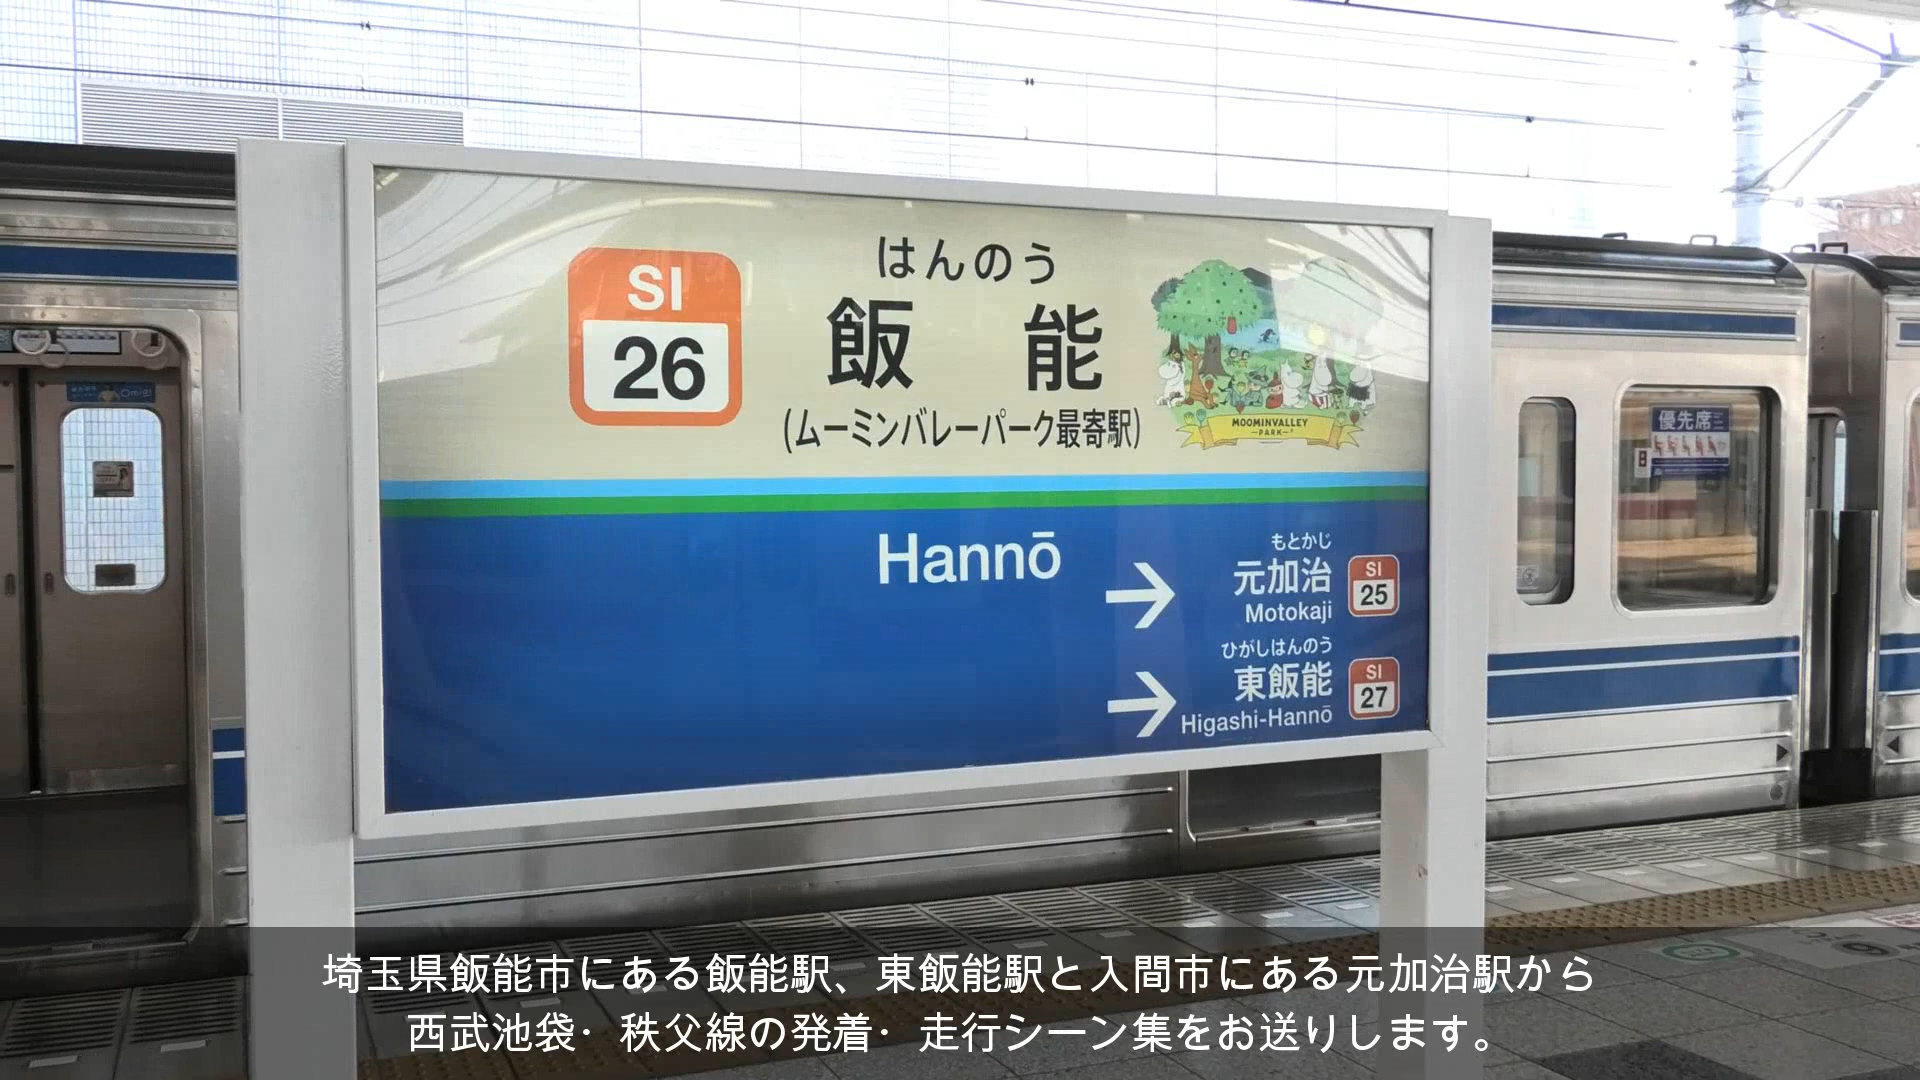 SI
26
はんのう
飯能
(ムーミンバレーパーク最寄駅)
MOOMINVALLEY
PARK
Hannō
→
もとかじ
元加治
Motokaji
SI
25
→
ひがしはんのう
東飯能
Higashi-Hannō
SI
27
優先席
埼玉県飯能市にある飯能駅、東飯能駅と入間市にある元加治駅から
西武池袋・秩父線の発着・走行シーン集をお送りします。